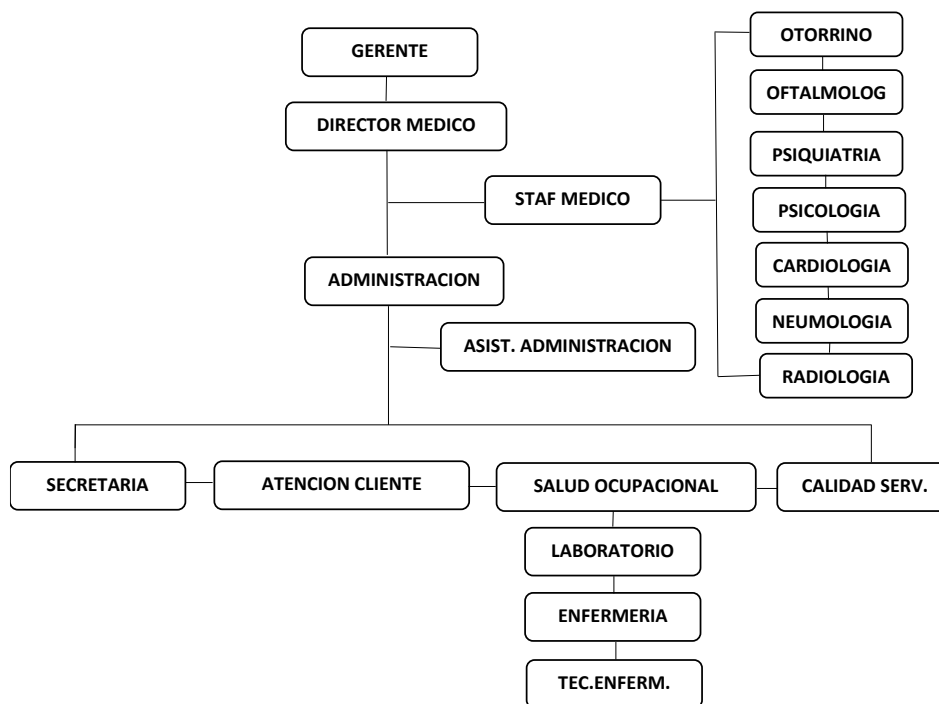 GERENTE
DIRECTOR MEDICO
STAF MEDICO
OTORRINO
OFTALMOLOG
PSIQUIATRIA
PSICOLOGIA
CARDIOLOGIA
NEUMOLOGIA
RADIOLOGIA
ADMINISTRACION
ASIST. ADMINISTRACION
SECRETARIA
ATENCION CLIENTE
SALUD OCUPACIONAL
CALIDAD SERV.
LABORATORIO
ENFERMERIA
TEC.ENFERM.